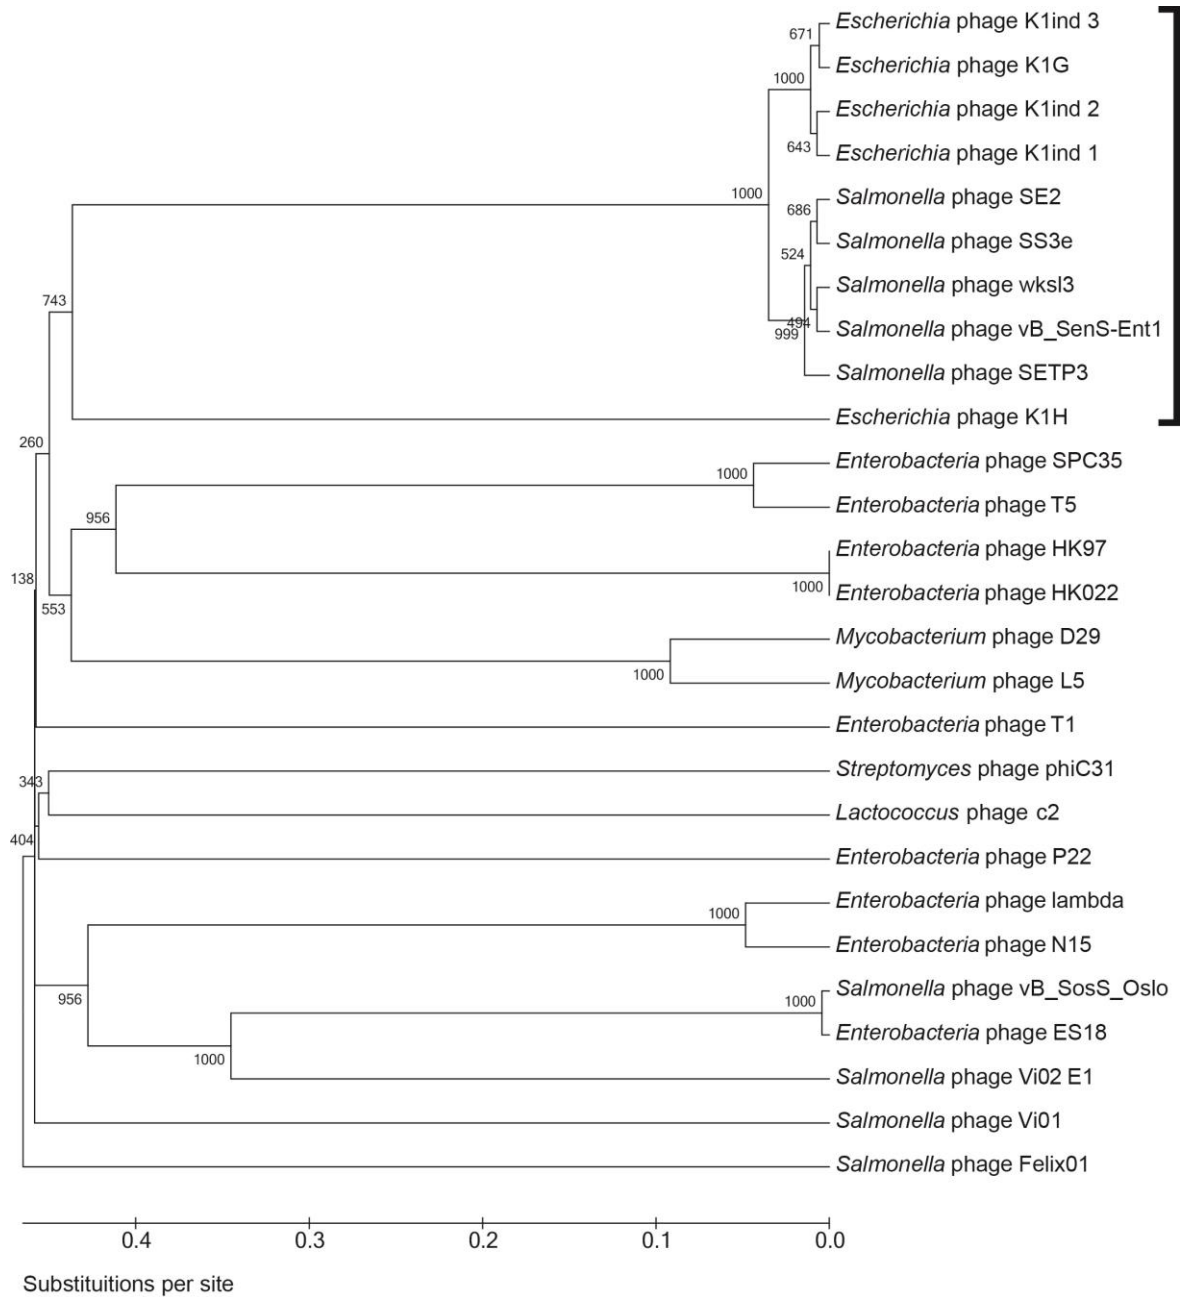 Escherichia phage K1ind 3
671
Escherichia phage K1G
1000
Escherichia phage K1ind 2
643
Escherichia phage K1ind 1
1000
Salmonella phage SE2
686
Salmonella phage SS3e
524
Salmonella phage wksl3
494
Salmonella phage vB_SenS-Ent1
999
Salmonella phage SETP3
743
Escherichia phage K1H
260
Enterobacteria phage SPC35
1000
Enterobacteria phage T5
956
Enterobacteria phage HK97
138
1000
Enterobacteria phage HK022
553
Mycobacterium phage D29
1000
Mycobacterium phage L5
Enterobacteria phage T1
Streptomyces phage phiC31
343
Lactococcus phage c2
404
Enterobacteria phage P22
Enterobacteria phage lambda
1000
Enterobacteria phage N15
Salmonella phage vB_SosS_Oslo
956
1000
Enterobacteria phage ES18
1000
Salmonella phage Vi02 E1
Salmonella phage Vi01
Salmonella phage Felix01
0.4 0.3 0.2 0.1 0.0
Substituitions per site